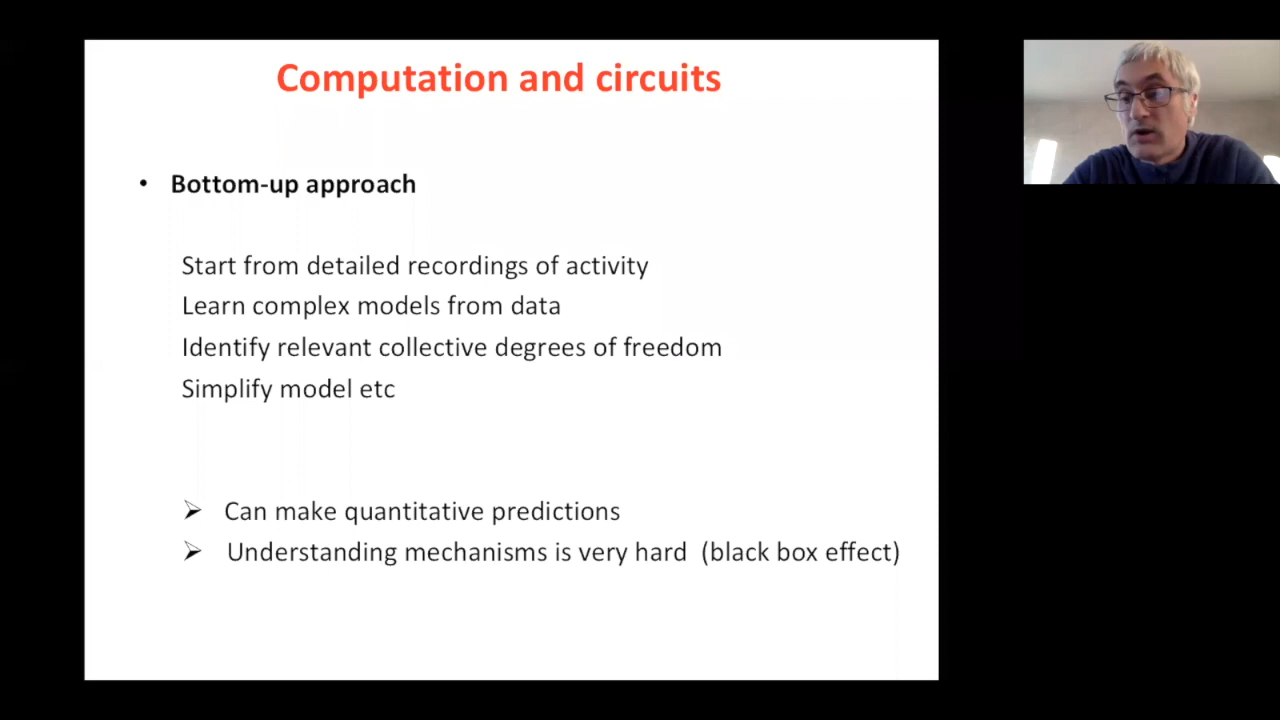 Computation and circuits
• Bottom-up approach
Start from detailed recordings of activity
Learn complex models from data
Identify relevant collective degrees of freedom
Simplify model etc
➢ Can make quantitative predictions
➢ Understanding mechanisms is very hard (black box effect)